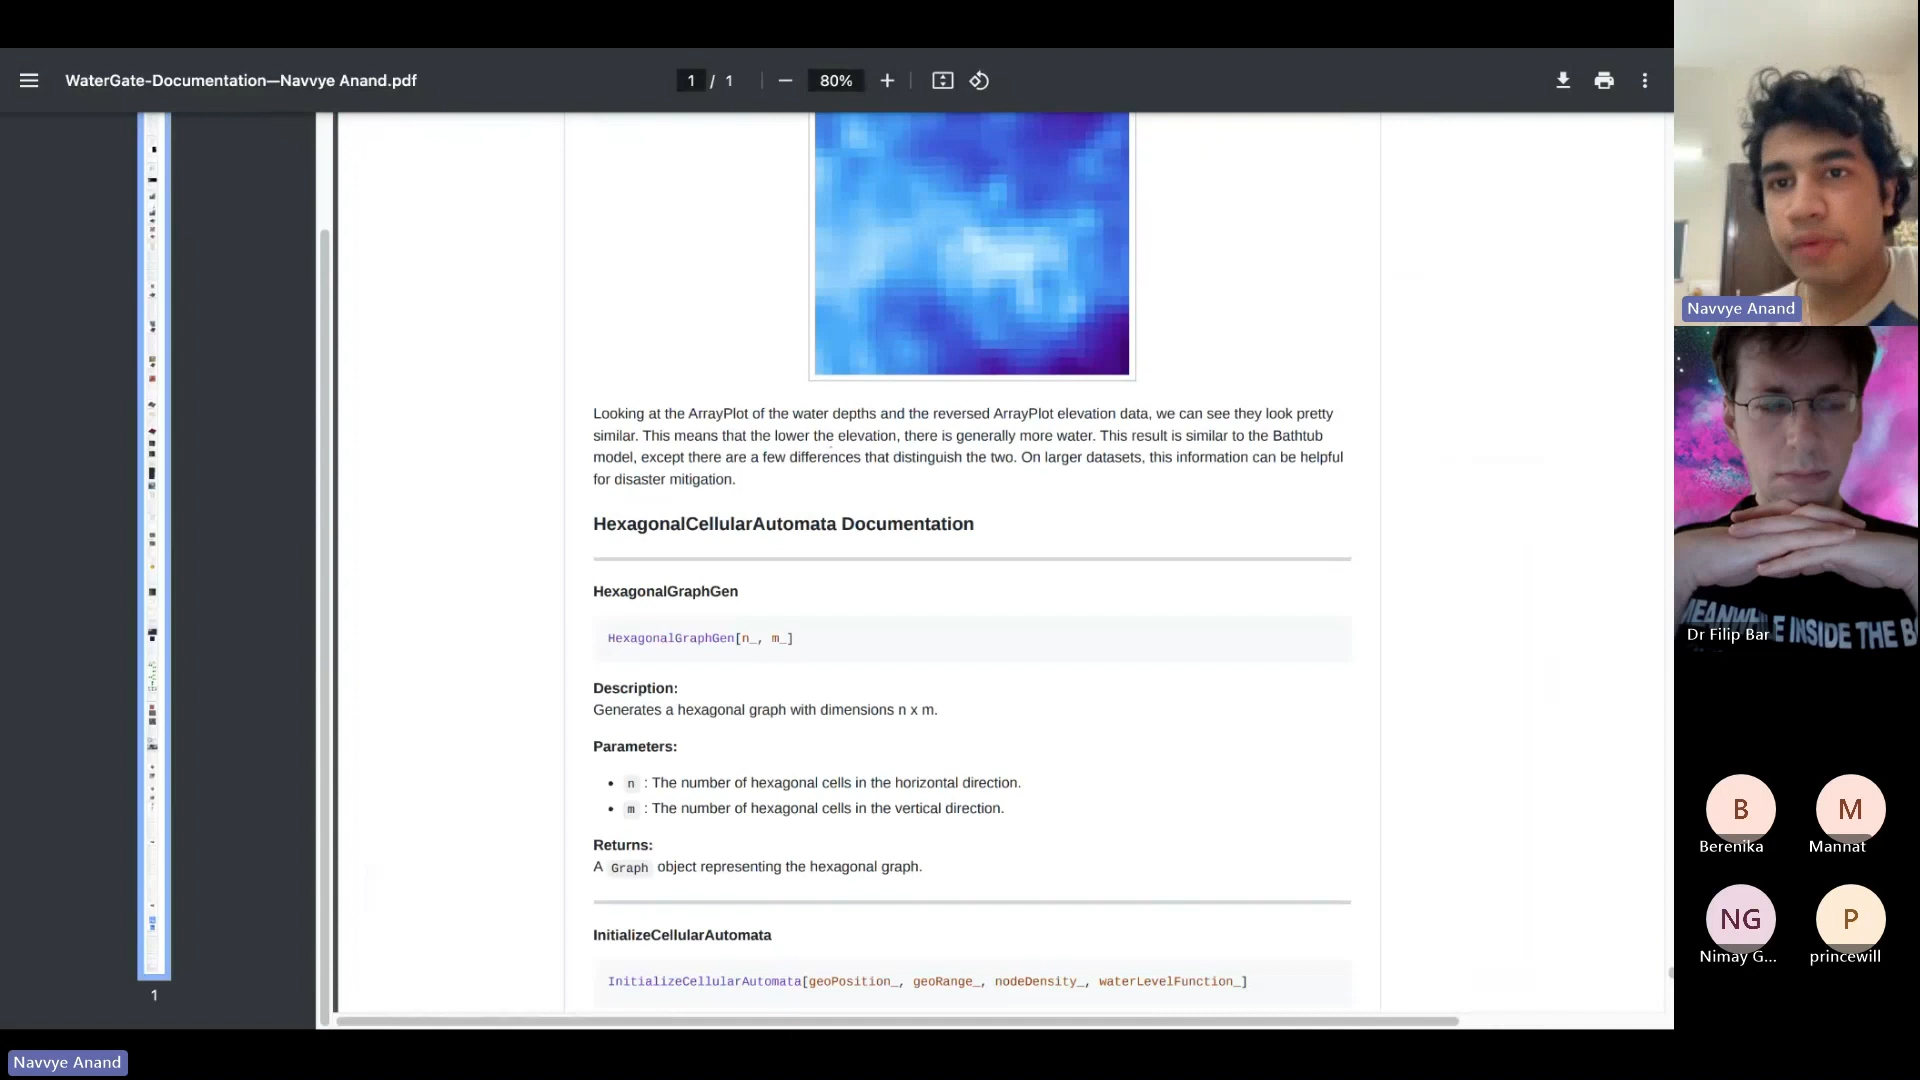 WaterGate-Documentation—Navvye Anand.pdf
1 / 1
80%
Looking at the ArrayPlot of the water depths and the reversed ArrayPlot elevation data, we can see they look pretty
similar. This means that the lower the elevation, there is generally more water. This result is similar to the Bathtub
model, except there are a few differences that distinguish the two. On larger datasets, this information can be helpful
for disaster mitigation.
HexagonalCellularAutomata Documentation
HexagonalGraphGen
HexagonalGraphGen[n_, m_]
Description:
Generates a hexagonal graph with dimensions n x m.
Parameters:
• n : The number of hexagonal cells in the horizontal direction.
• m : The number of hexagonal cells in the vertical direction.
Returns:
A Graph object representing the hexagonal graph.
InitializeCellularAutomata
InitializeCellularAutomata[geoPosition_, geoRange_, nodeDensity_, waterLevelFunction_]
1
Navvye Anand
Navvye Anand
MEANWHILE INSIDE THE B
Dr Filip Bar
B
Berenika
M
Mannat
NG
Nimay G...
P
princewill